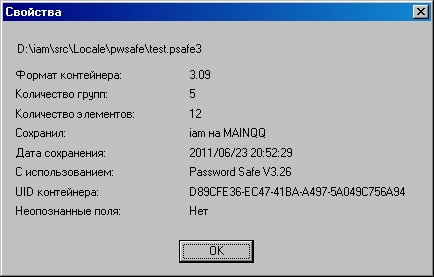 Свойства
D:\iam\src\Locale\pwsafe\test.psafe3
Формат контейнера: 3.09
Количество групп: 5
Количество элементов: 12
Сохранил: iam на MAINQQ
Дата сохранения: 2011/06/23 20:52:29
С использованием: Password Safe V3.26
UID контейнера: D89CFE36-EC47-41BA-A497-5A049C756A94
Неопознанные поля: Нет
OK